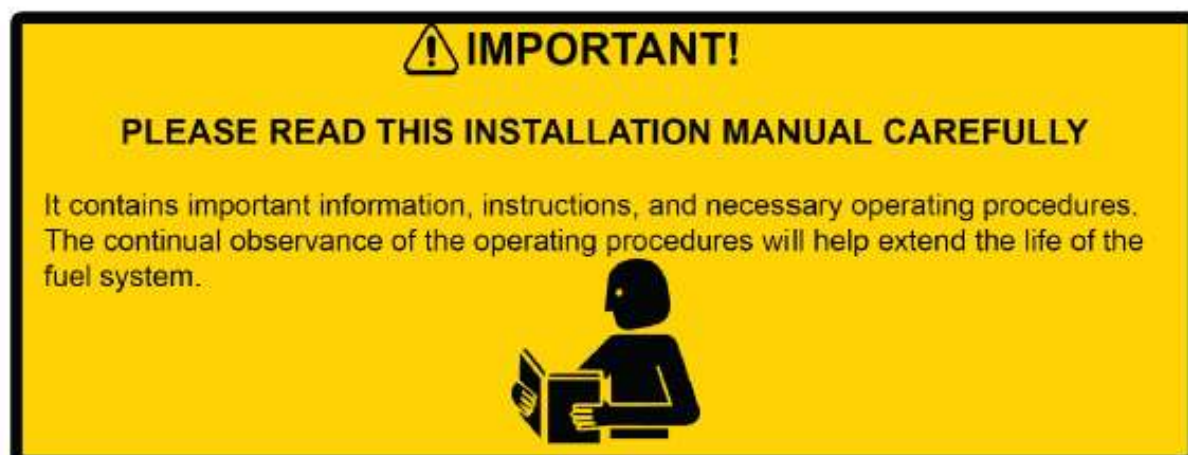 IMPORTANT!
PLEASE READ THIS INSTALLATION MANUAL CAREFULLY
It contains important information, instructions, and necessary operating procedures.
The continual observance of the operating procedures will help extend the life of the
fuel system.